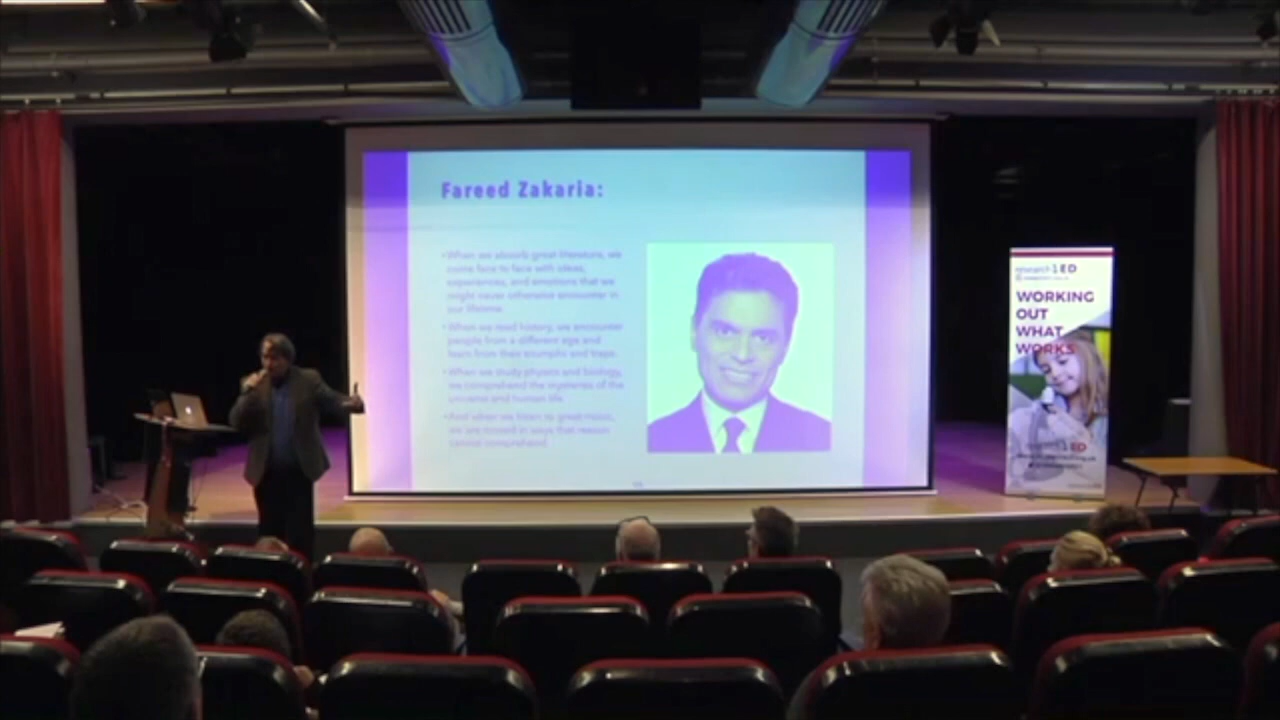 Fareed Zakaria:
•When we absorb great literature, we
come face to face with ideas,
experiences, and emotions that we
might never otherwise encounter in
our lifetime.
•When we read history, we encounter
people from a different age and
learn from their triumphs and
•When we study physics and biology,
we comprehend the mysteries of the
universe and human life.
•And when we listen to great music,
we are moved in ways that reason
cannot comprehend.
researchED
WORKING
OUT
WHAT
WORKS
ED